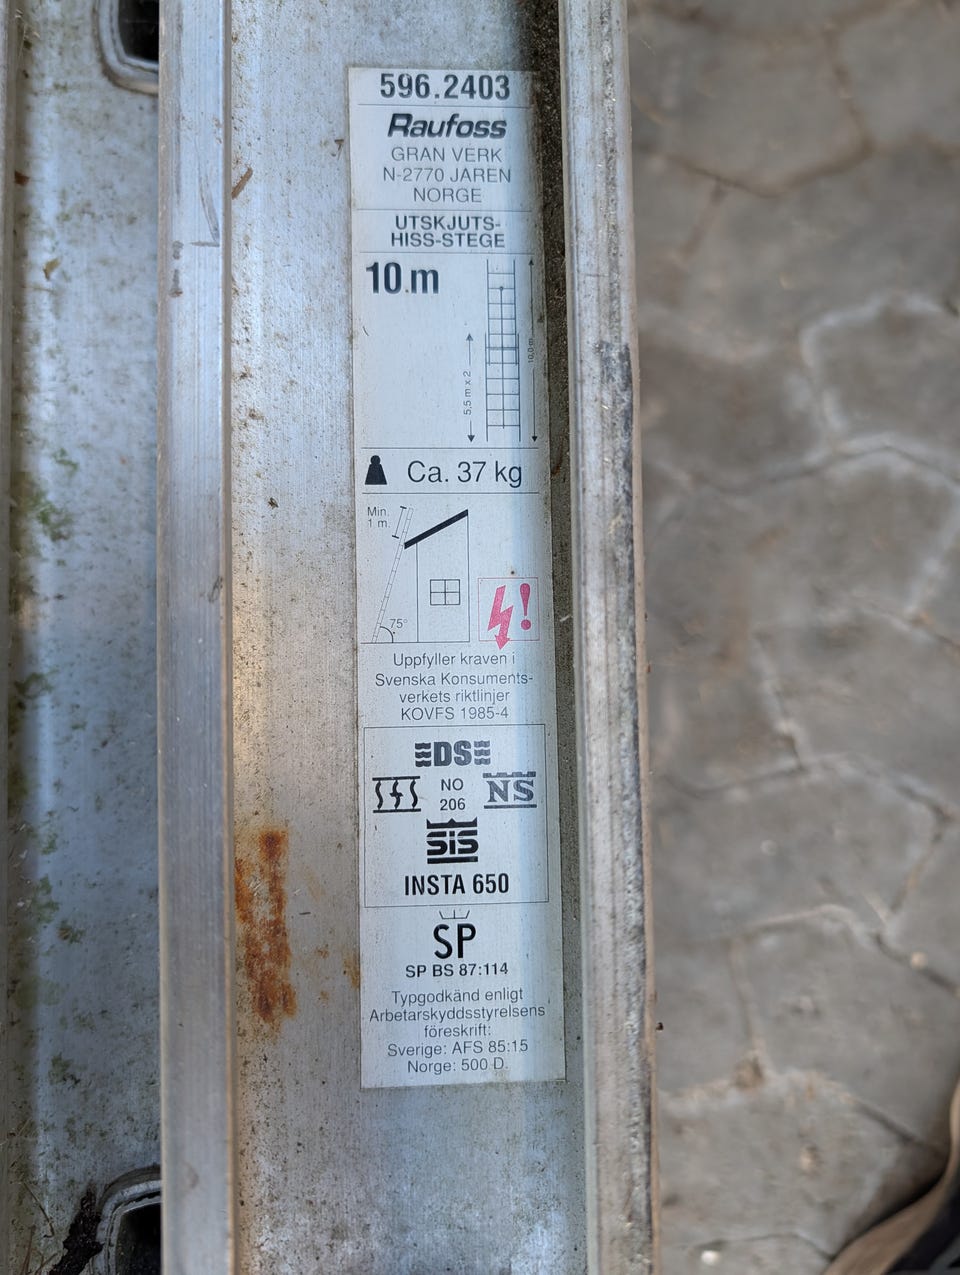 596.2403
Raufoss
GRAN VERK
N-2770 JAREN
NORGE
UTSKJUTS-
HISS-STEGE
10 m
10,0 m
5,5 m x 2
Ca. 37 kg
Min.
1 m.
75°
!
Uppfyller kraven i
Svenska Konsuments-
verkets riktlinjer
KOVFS 1985-4
DS
SFS NO NS
206
SIS
INSTA 650
SP
SP BS 87:114
Typgodkänd enligt
Arbetarskyddsstyrelsens
föreskrift:
Sverige: AFS 85:15
Norge: 500 D.